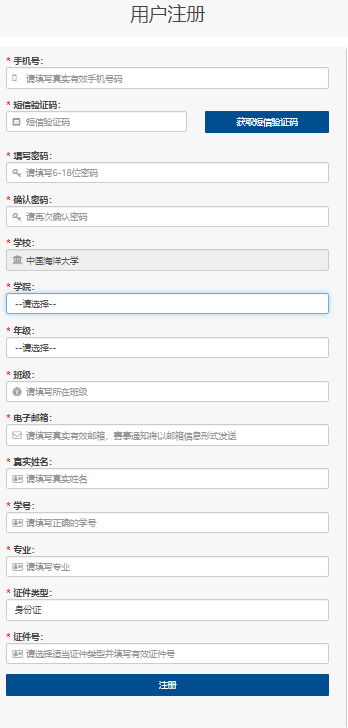 用户注册
* 手机号:
请填写真实有效手机号码
* 短信验证码:
短信验证码
获取短信验证码
* 填写密码:
请填写6-18位密码
* 确认密码:
请再次确认密码
* 学校:
中国海洋大学
* 学院:
--请选择--
* 年级:
--请选择--
* 班级:
请填写所在班级
* 电子邮箱:
请填写真实有效邮箱，赛事通知将以邮箱信息形式发送
* 真实姓名:
请填写真实姓名
* 学号:
请填写正确的学号
* 专业:
请填写专业
* 证件类型:
身份证
* 证件号:
请选择适当证件类型并填写有效证件号
注册